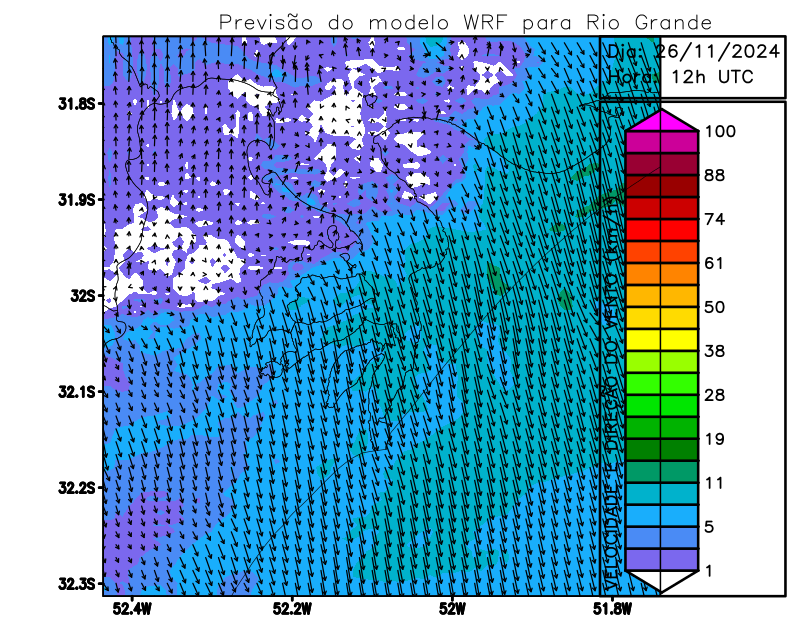 Previsão do modelo WRF para Rio Grande
Dia: 26/11/2024
Hora: 12h UTC
31.8S
31.9S
32S
32.1S
32.2S
32.3S
52.4W
52.2W
52W
51.8W
VELOCIDADE E DIREÇÃO DO VENTO (km/h)
100
88
74
61
50
38
28
19
11
5
1